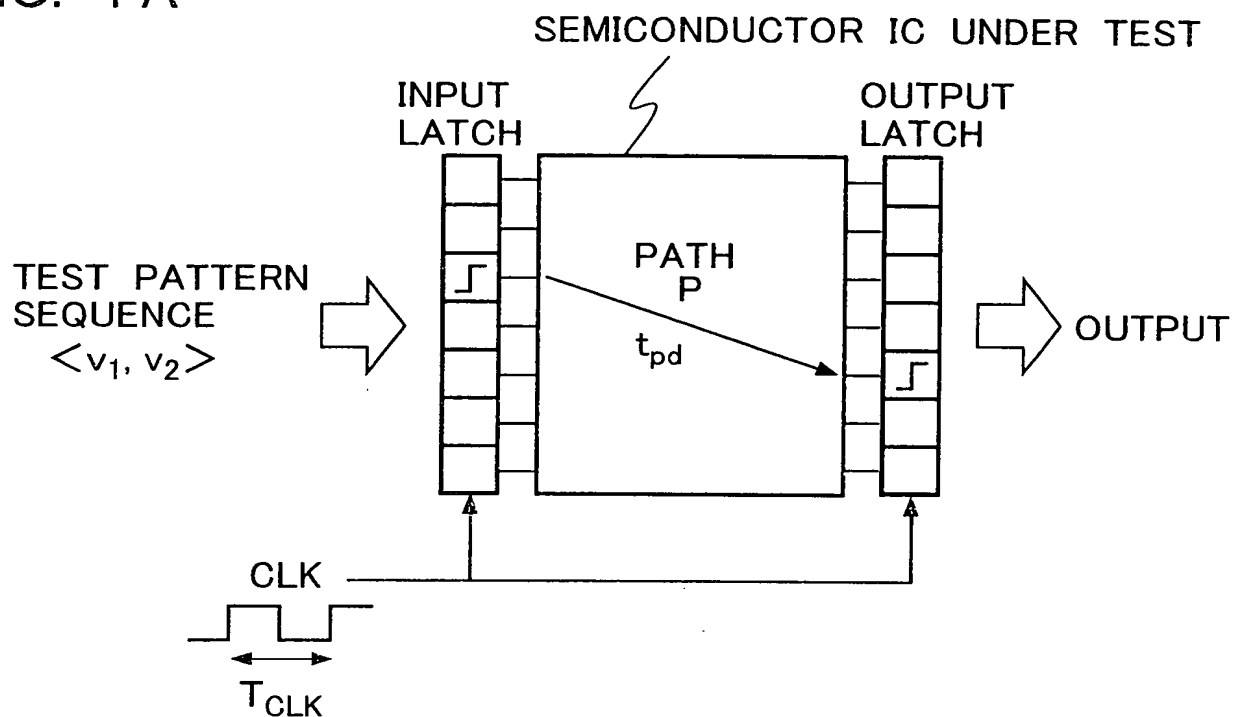 SEMICONDUCTOR IC UNDER TEST
INPUT
LATCH
OUTPUT
LATCH
TEST PATTERN
SEQUENCE
<v1, v2>
PATH
P
tpd
OUTPUT
CLK
TCLK